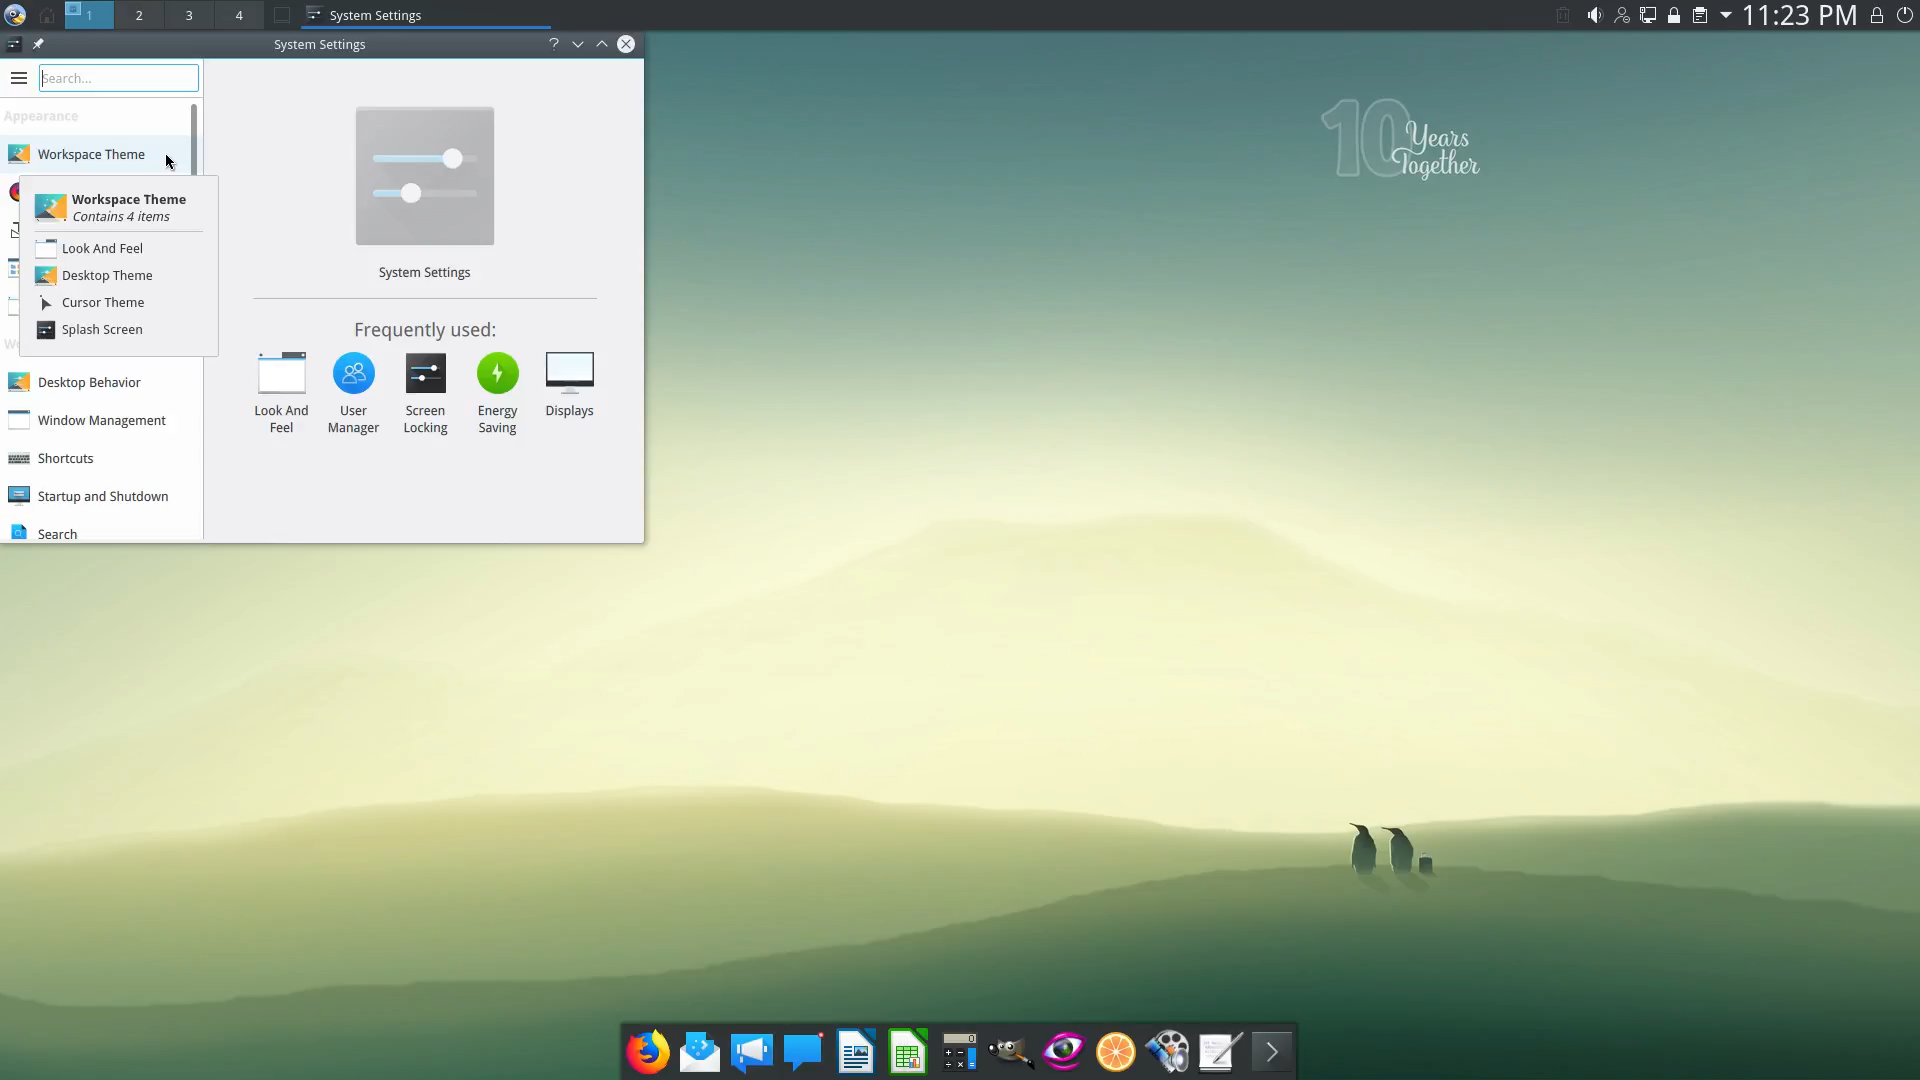 1
2
3
4
System Settings
11:23 PM
System Settings
Search...
Appearance
Workspace Theme
Workspace Theme
Contains 4 items
Look And Feel
Desktop Theme
Cursor Theme
Splash Screen
Desktop Behavior
Window Management
Shortcuts
Startup and Shutdown
Search
System Settings
Frequently used:
Look And Feel
User Manager
Screen Locking
Energy Saving
Displays
10 Years
Together